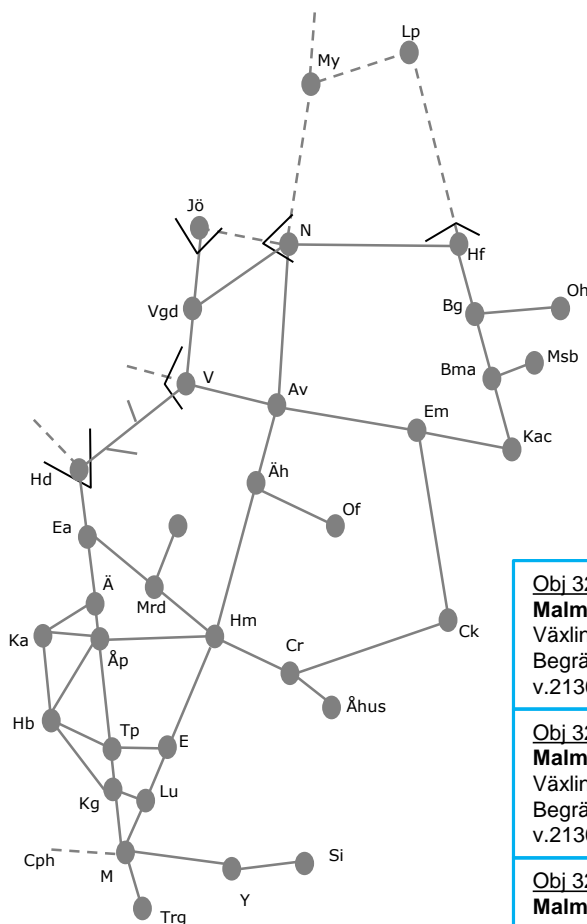 Lp
My
Jö
N
Hf
Oh
Vgd
Bg
Msb
Bma
V
Av
Em
Kac
Hd
Äh
Of
Ea
Ä
Mrd
Hm
Ka
Åp
Cr
Ck
Åhus
Hb
Tp
E
Kg
Lu
Cph
M
Si
Y
Trg
Obj 32
Malm
Växlin
Begrä
v.2130
Obj 32
Malm
Växlin
Begrä
v.2130
Obj 32
Malm